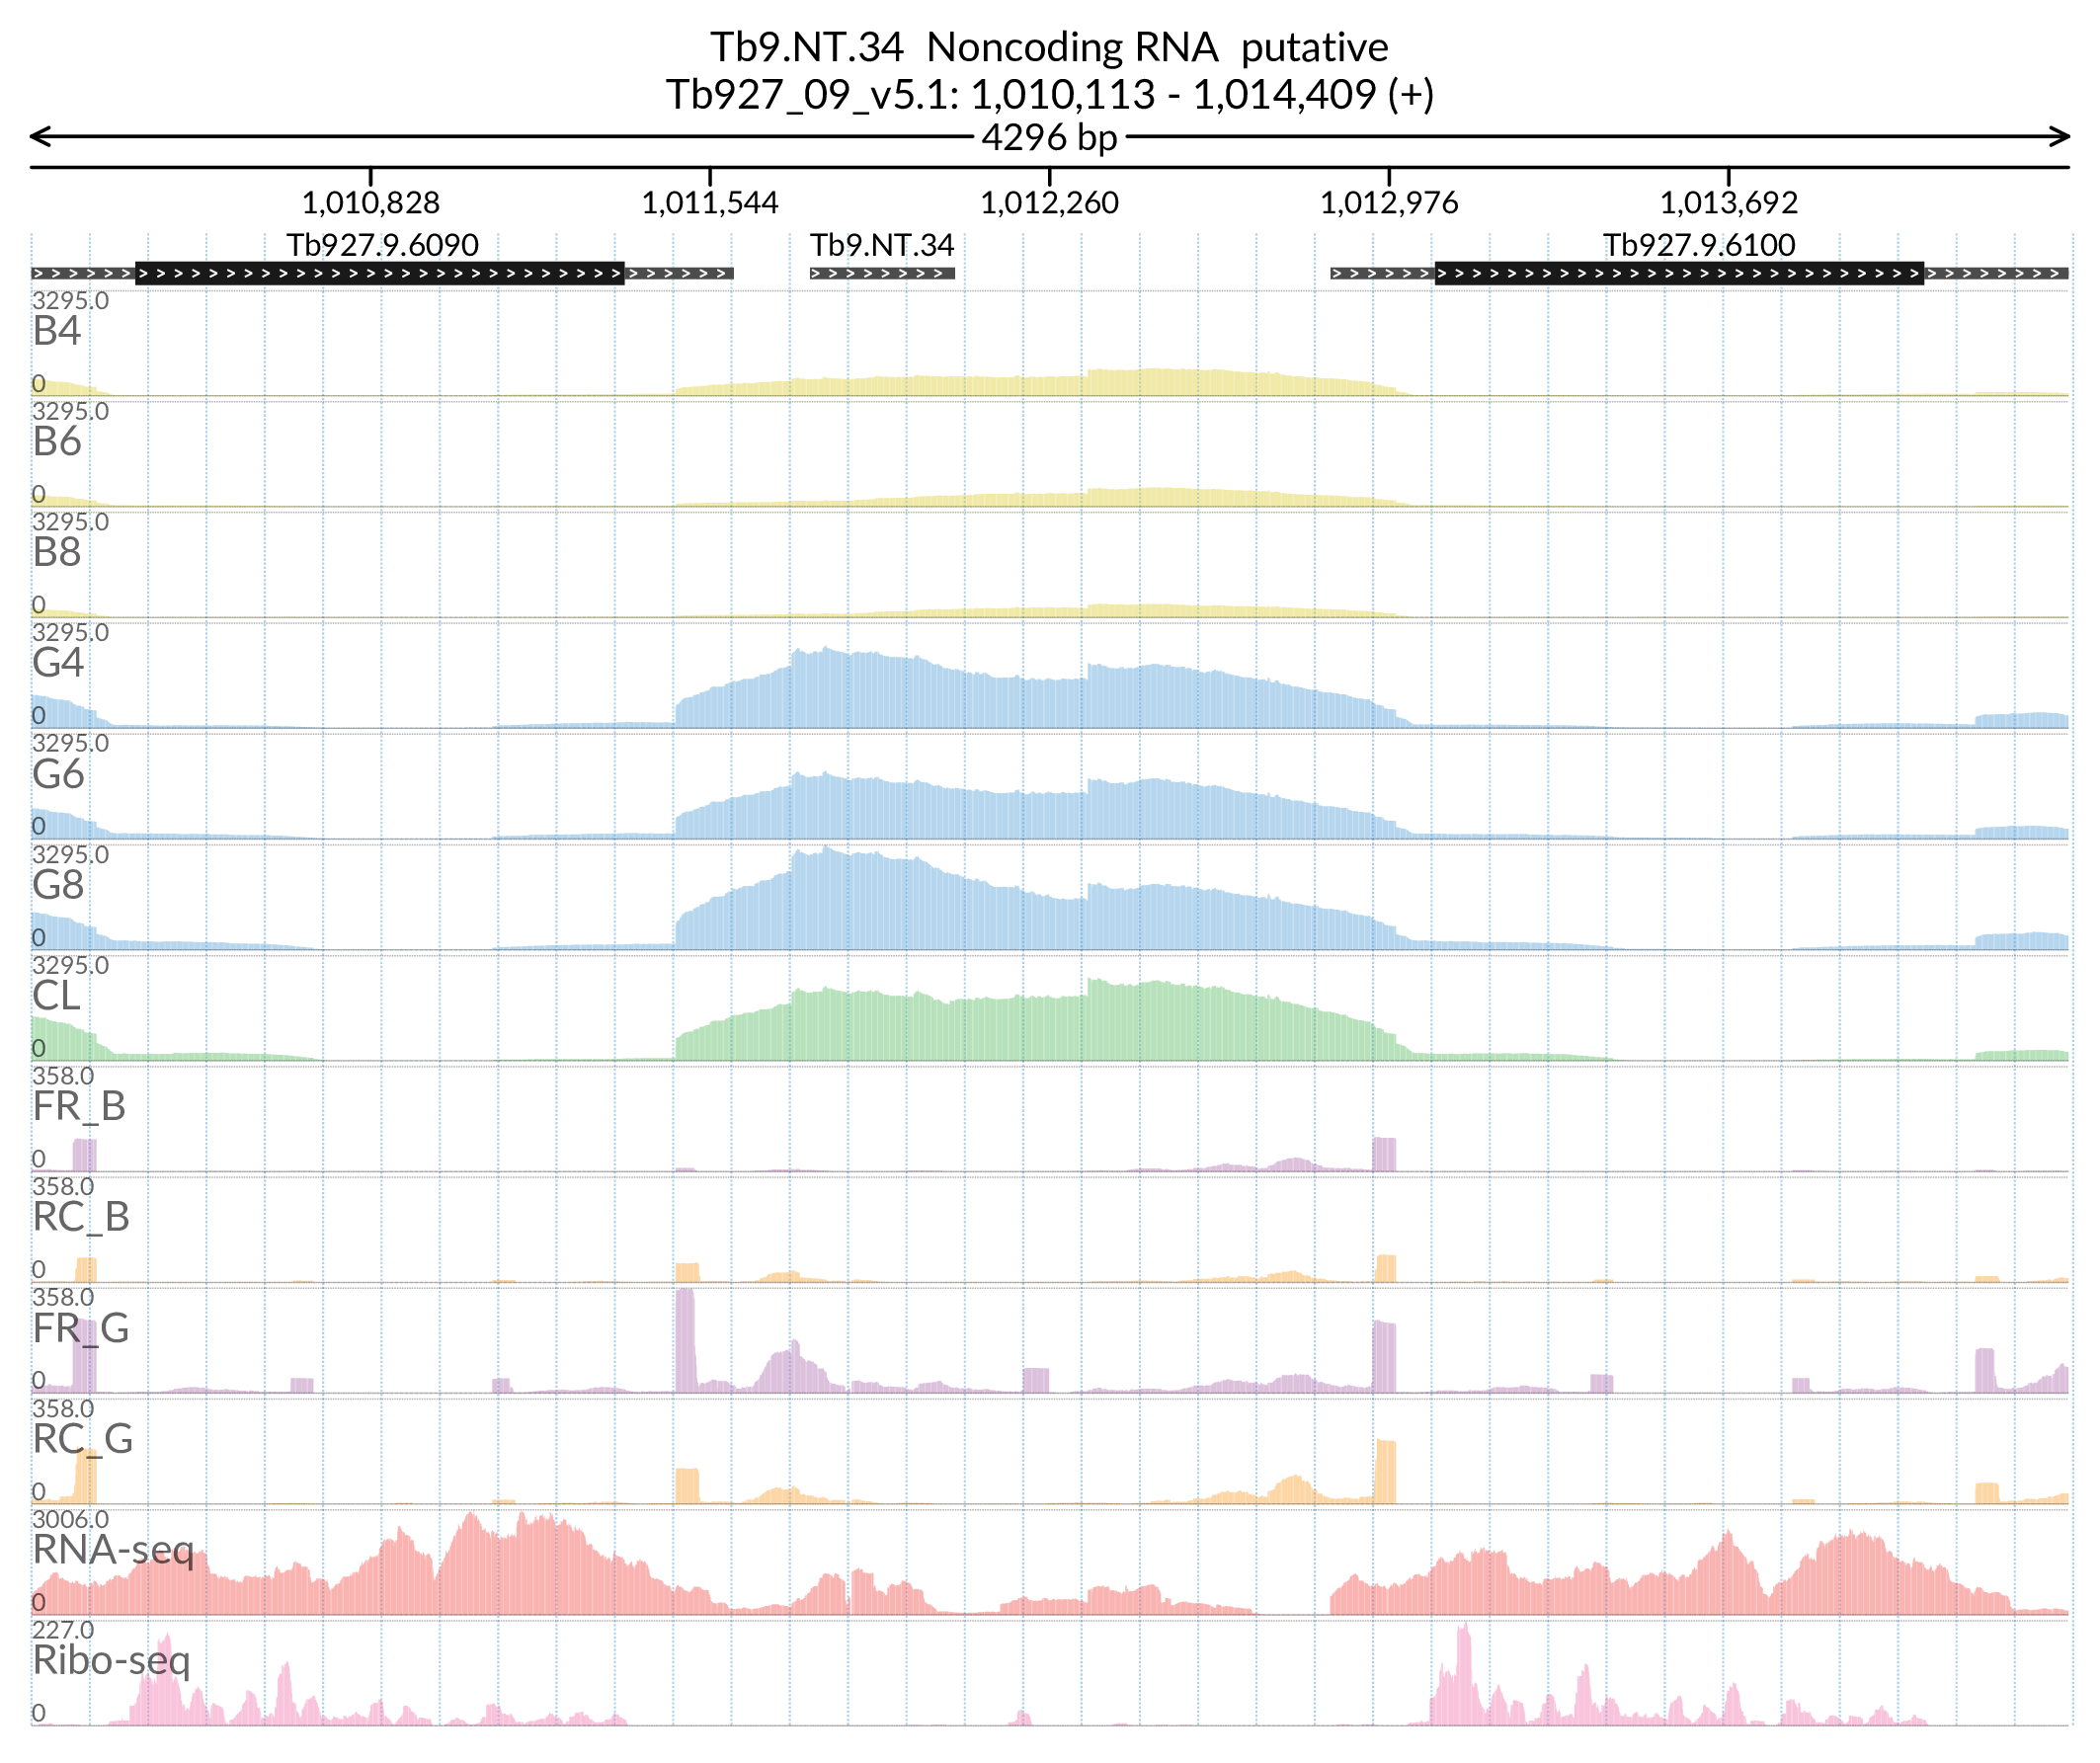 Tb9.NT.34 Noncoding RNA putative
Tb927_09_v5.1: 1,010,113 - 1,014,409 (+)
4296 bp
1,010,828 1,011,544 1,012,260 1,012,976 1,013,692
Tb927.9.6090 Tb9.NT.34 Tb927.9.6100
3295.0
B4
0
3295.0
B6
0
3295.0
B8
0
3295.0
G4
0
3295.0
G6
0
3295.0
G8
0
3295.0
CL
0
358.0
FR_B
0
358.0
RC_B
0
358.0
FR_G
0
358.0
RC_G
0
3006.0
RNA-seq
0
227.0
Ribo-seq
0